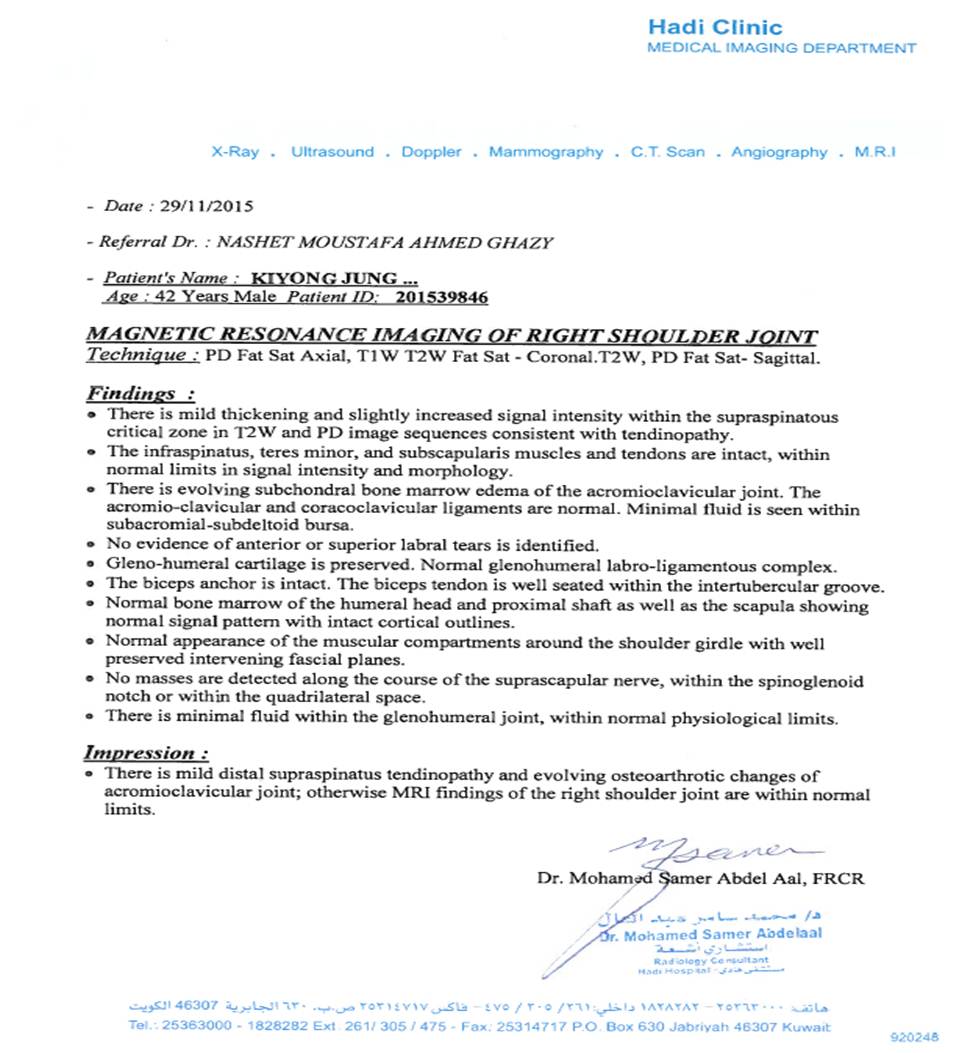 Hadi Clinic
MEDICAL IMAGING DEPARTMENT
X-Ray . Ultrasound . Doppler . Mammography . C.T. Scan . Angiography . M.R.I
- Date : 29/11/2015
- Referral Dr. : NASHET MOUSTAFA AHMED GHAZY
- Patient's Name : KIYONG JUNG ...
Age : 42 Years Male Patient ID: 201539846
MAGNETIC RESONANCE IMAGING OF RIGHT SHOULDER JOINT
Technique : PD Fat Sat Axial, T1W T2W Fat Sat - Coronal.T2W, PD Fat Sat- Sagittal.
Findings :
• There is mild thickening and slightly increased signal intensity within the supraspinatous
critical zone in T2W and PD image sequences consistent with tendinopathy.
• The infraspinatus, teres minor, and subscapularis muscles and tendons are intact, within
normal limits in signal intensity and morphology.
• There is evolving subchondral bone marrow edema of the acromioclavicular joint. The
acromio-clavicular and coracoclavicular ligaments are normal. Minimal fluid is seen within
subacromial-subdeltoid bursa.
• No evidence of anterior or superior labral tears is identified.
• Gleno-humeral cartilage is preserved. Normal glenohumeral labro-ligamentous complex.
• The biceps anchor is intact. The biceps tendon is well seated within the intertubercular groove.
• Normal bone marrow of the humeral head and proximal shaft as well as the scapula showing
normal signal pattern with intact cortical outlines.
• Normal appearance of the muscular compartments around the shoulder girdle with well
preserved intervening fascial planes.
• No masses are detected along the course of the suprascapular nerve, within the spinoglenoid
notch or within the quadrilateral space.
• There is minimal fluid within the glenohumeral joint, within normal physiological limits.
Impression :
• There is mild distal supraspinatus tendinopathy and evolving osteoarthrotic changes of
acromioclavicular joint; otherwise MRI findings of the right shoulder joint are within normal
limits.
Dr. Mohamed Samer Abdel Aal, FRCR
د/ محمد سامر عبد العال
Dr. Mohamed Samer Abdelaal
استشاري أشعة
Radiology Consultant
Hadi Hospital - مستشفى هادي
هاتف: ٢٥٣٦٣٠٠٠ - ١٨٢٨٢٨٢ داخلي: ٢٦١/ ٣٠٥ / ٤٧٥ - فاكس ٢٥٣١٤٧١٧ ص.ب. ٦٣٠ الجابرية 46307 الكويت
Tel.: 25363000 - 1828282 Ext. 261/ 305 / 475 - Fax: 25314717 P.O. Box 630 Jabriyah 46307 Kuwait
920248